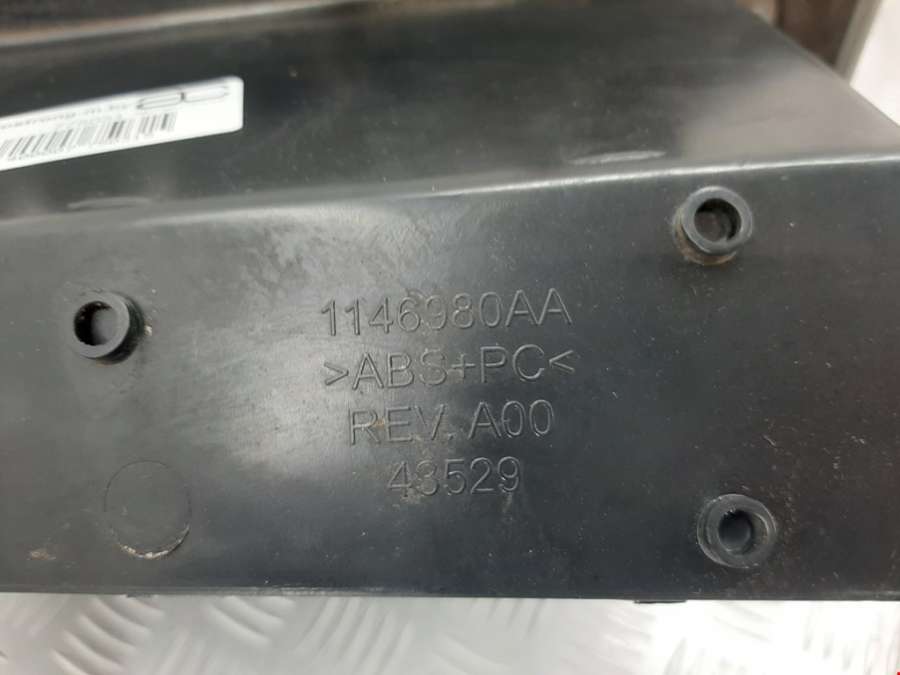 1146980AA
>ABS+PC<
REV. A00
43529